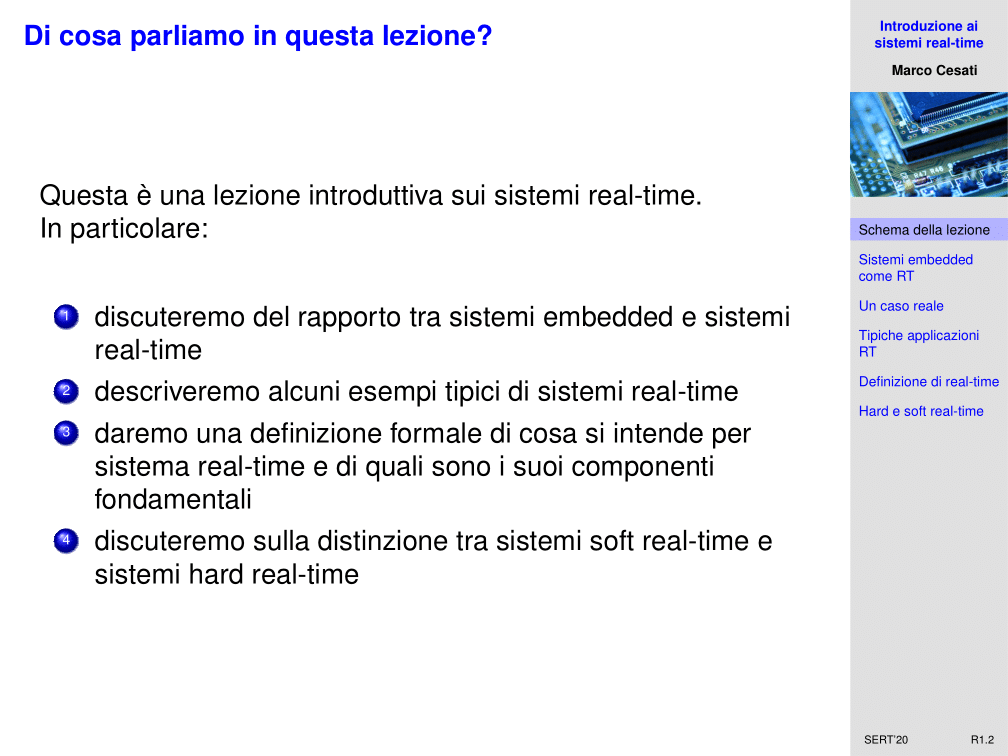 Di cosa parliamo in questa lezione?
Questa è una lezione introduttiva sui sistemi real-time.
In particolare:
1 discuteremo del rapporto tra sistemi embedded e sistemi
real-time
2 descriveremo alcuni esempi tipici di sistemi real-time
3 daremo una definizione formale di cosa si intende per
sistema real-time e di quali sono i suoi componenti
fondamentali
4 discuteremo sulla distinzione tra sistemi soft real-time e
sistemi hard real-time
Introduzione ai
sistemi real-time
Marco Cesati
R47 R48
Schema della lezione
Sistemi embedded
come RT
Un caso reale
Tipiche applicazioni
RT
Definizione di real-time
Hard e soft real-time
SERT'20 R1.2